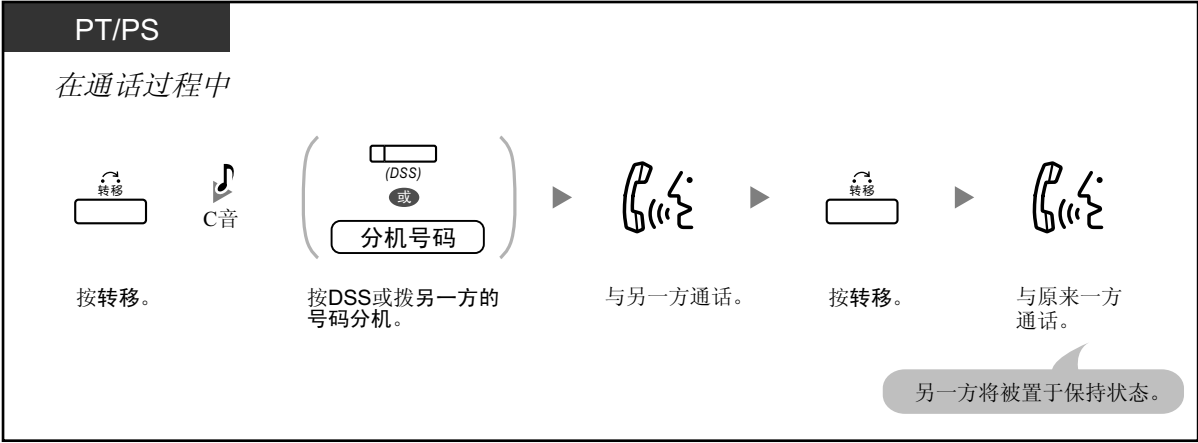 PT/PS
在通话过程中
转移
C音
(DSS)
或
分机号码
转移
按转移。
按DSS或拨另一方的
号码分机。
与另一方通话。
按转移。
与原来一方
通话。
另一方将被置于保持状态。